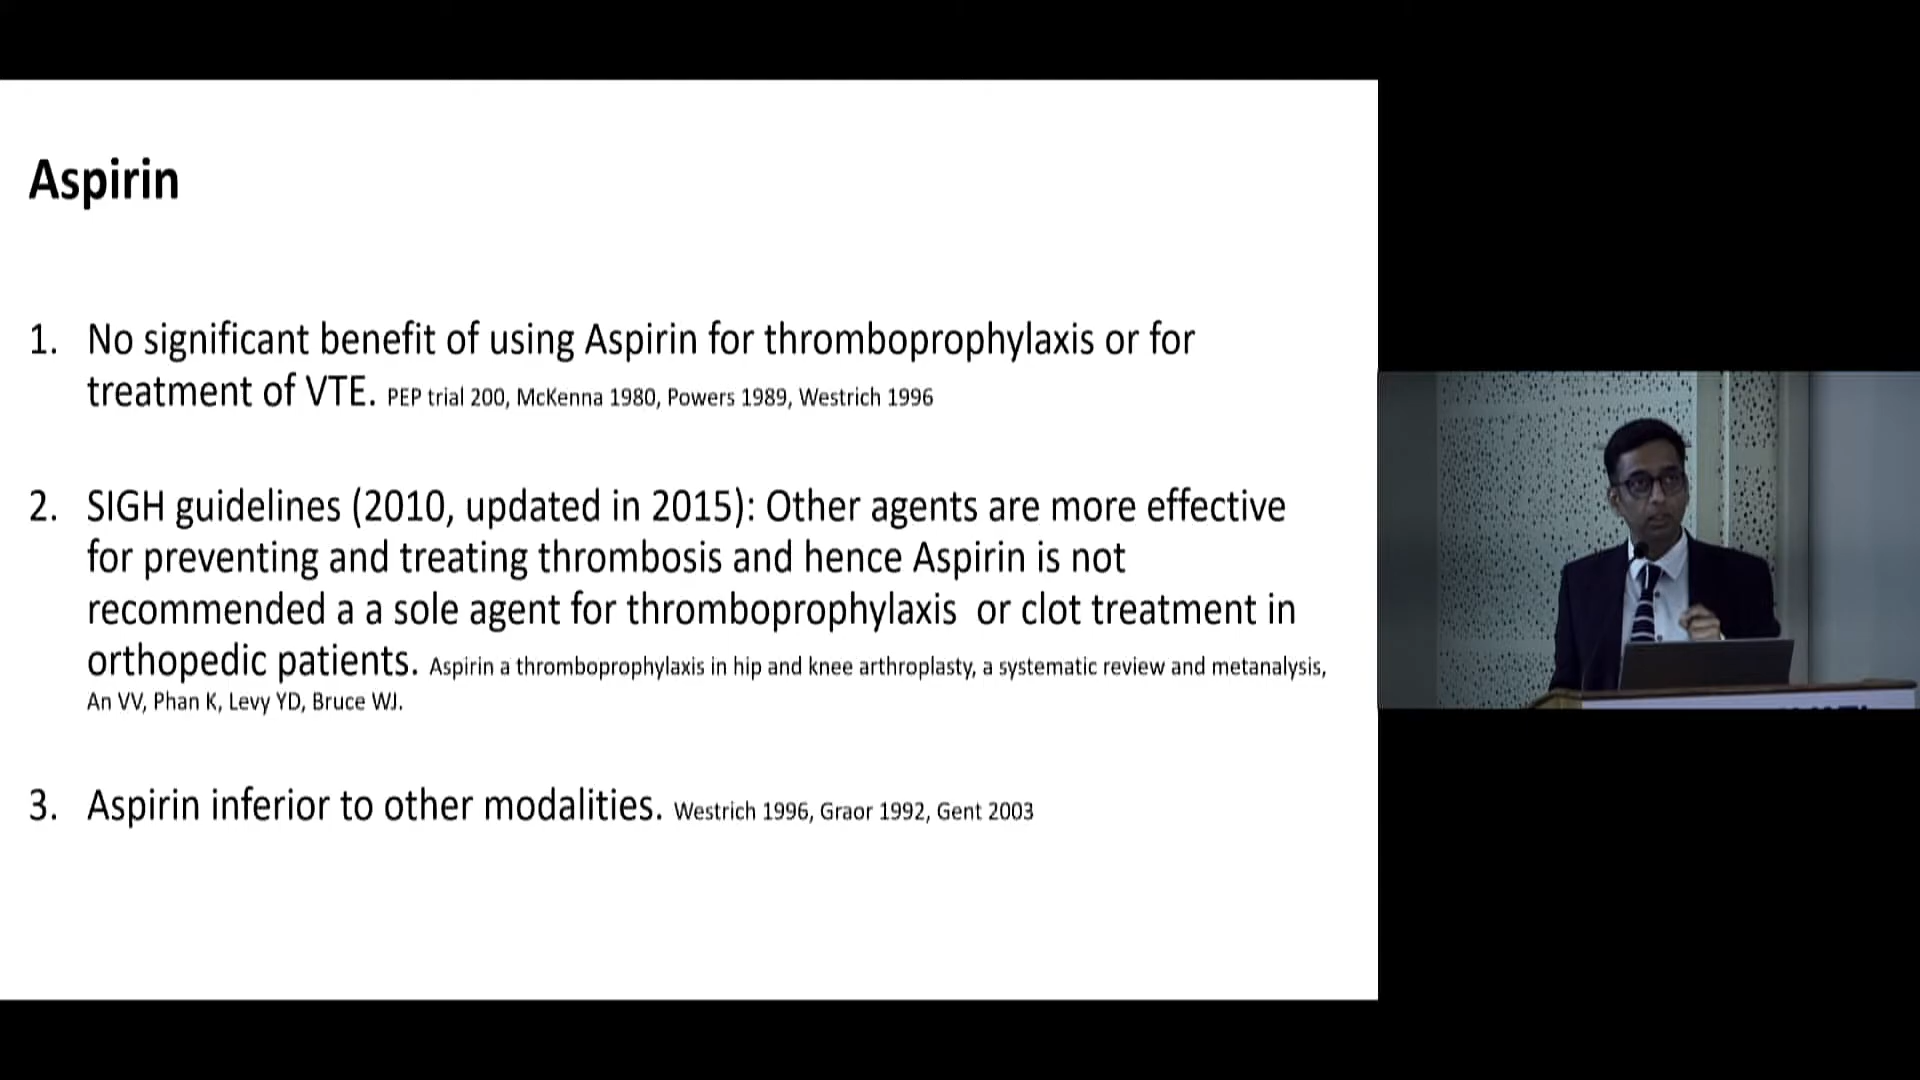 Aspirin
1. No significant benefit of using Aspirin for thromboprophylaxis or for
treatment of VTE. PEP trial 200, McKenna 1980, Powers 1989, Westrich 1996
2. SIGH guidelines (2010, updated in 2015): Other agents are more effective
for preventing and treating thrombosis and hence Aspirin is not
recommended a a sole agent for thromboprophylaxis or clot treatment in
orthopedic patients. Aspirin a thromboprophylaxis in hip and knee arthroplasty, a systematic review and metanalysis,
An VV, Phan K, Levy YD, Bruce WJ.
3. Aspirin inferior to other modalities. Westrich 1996, Graor 1992, Gent 2003